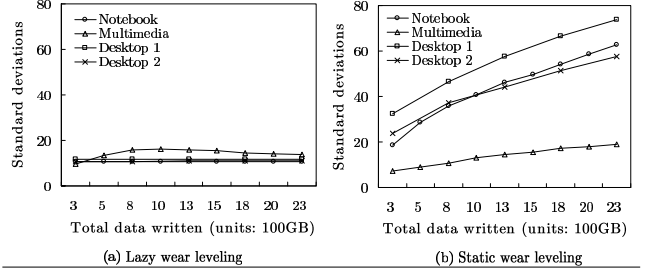 80
60
40
20
0
Standard deviations
Notebook
Multimedia
Desktop 1
Desktop 2
3 5 8 10 13 15 18 20 23
Total data written (units: 100GB)
(a) Lazy wear leveling
80
60
40
20
0
Standard deviations
Notebook
Multimedia
Desktop 1
Desktop 2
3 5 8 10 13 15 18 20 23
Total data written (units: 100GB)
(b) Static wear leveling